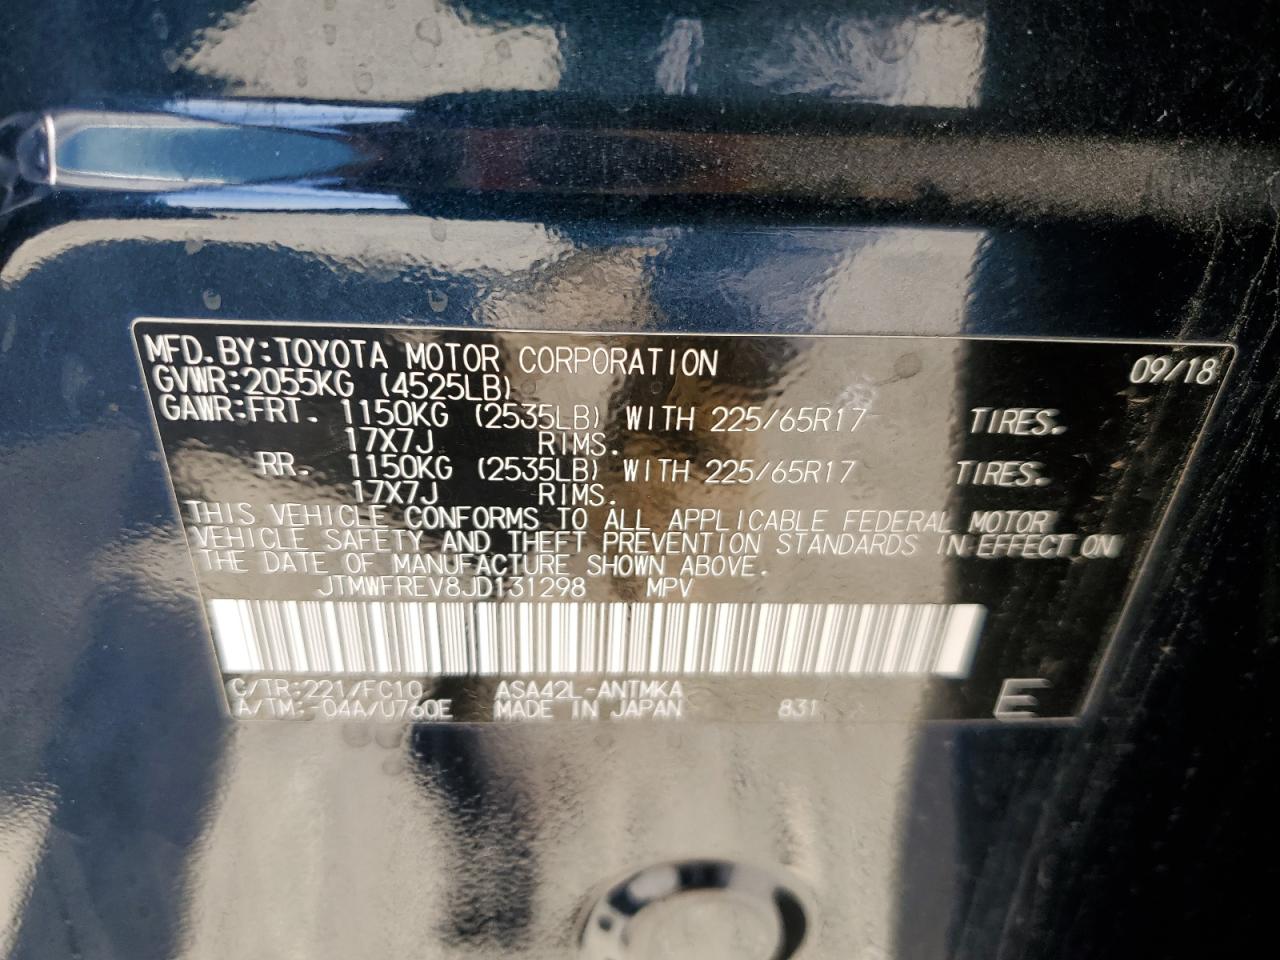 MFD.BY:TOYOTA MOTOR CORPORATION 09/18
GVWR:2055KG (4525LB)
GAWR:FRT. 1150KG (2535LB) WITH 225/65R17 TIRES.
17X7J RIMS.
RR. 1150KG (2535LB) WITH 225/65R17 TIRES.
17X7J RIMS.
THIS VEHICLE CONFORMS TO ALL APPLICABLE FEDERAL MOTOR
VEHICLE SAFETY AND THEFT PREVENTION STANDARDS IN EFFECT ON
THE DATE OF MANUFACTURE SHOWN ABOVE.
JTMWFREV8JD131298 MPV
C/TR:221/FC10 ASA42L-ANTMKA
A/TM:-04A/U760E MADE IN JAPAN 831 E